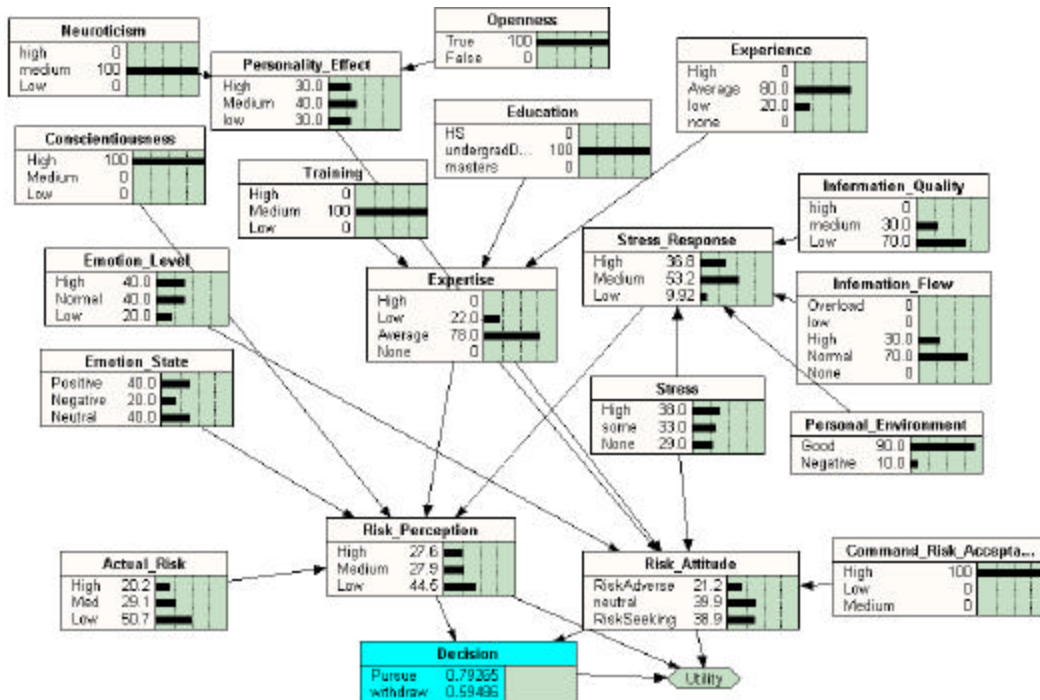 Neuroticism
high 0
medium 100
Low 0
Openness
True 100
False 0
Personality_Effect
High 30.0
Medium 40.0
low 30.0
Experience
High 0
Average 80.0
low 20.0
none 0
Education
HS 0
undergradD... 100
masters 0
Conscientiousness
High 100
Medium 0
Low 0
Training
High 0
Medium 100
Low 0
Information_Quality
high 0
medium 30.0
Low 70.0
Stress_Response
High 36.8
Medium 53.2
Low 9.92
Emotion_Level
High 40.0
Normal 40.0
Low 20.0
Expertise
High 0
Low 22.0
Average 78.0
None 0
Information_Flow
Overload 0
low 0
High 30.0
Normal 70.0
None 0
Emotion_State
Positive 40.0
Negative 20.0
Neutral 40.0
Stress
High 38.0
some 33.0
None 29.0
Personal_Environment
Good 90.0
Negative 10.0
Risk_Perception
High 27.6
Medium 27.9
Low 44.5
Actual_Risk
High 20.2
Med 29.1
Low 50.7
Risk_Attitude
RiskAdverse 21.2
neutral 39.9
RiskSeeking 38.9
Command_Risk_Accepta...
High 100
Low 0
Medium 0
Decision
Pursue 0.79265
withdraw 0.59486
Utility